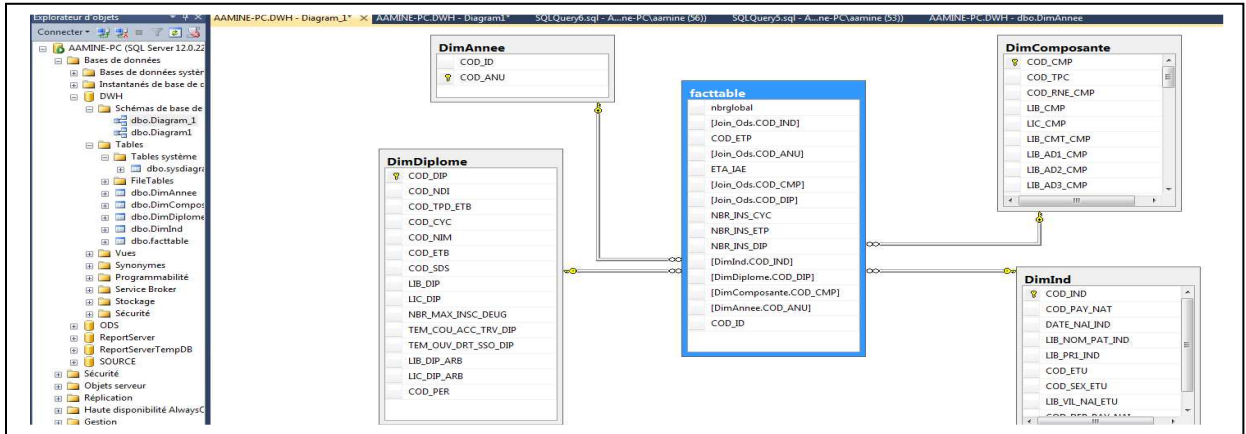 Explorateur d'objets
AAMINE-PC.DWH - Diagram_1*
AAMINE-PC.DWH - Diagram1*
SQLQuery6.sql - A...ne-PC\aamine (56))
SQLQuery5.sql - A...ne-PC\aamine (53))
AAMINE-PC.DWH - dbo.DimAnnee
Connecter
AAMINE-PC (SQL Server 12.0.22
Bases de données
Bases de données systèn
Instantanés de base de c
DWH
Schémas de base de
dbo.Diagram_1
dbo.Diagram1
Tables
Tables système
dbo.sysdiagra
FileTables
dbo.DimAnnee
dbo.DimCompos
dbo.DimDiplome
dbo.DimInd
dbo.facttable
Vues
Synonymes
Programmabilité
Service Broker
Stockage
Sécurité
ODS
ReportServer
ReportServerTempDB
SOURCE
Sécurité
Objets serveur
Réplication
Haute disponibilité AlwaysC
Gestion
DimAnnee
COD_ID
COD_ANU
DimDiplome
COD_DIP
COD_NDI
COD_TPD_ETB
COD_CYC
COD_NIM
COD_ETB
COD_SDS
LIB_DIP
LIC_DIP
NBR_MAX_INSC_DEUG
TEM_COU_ACC_TRV_DIP
TEM_OUV_DRT_SSO_DIP
LIB_DIP_ARB
LIC_DIP_ARB
COD_PER
facttable
nbrglobal
[Join_Ods.COD_IND]
COD_ETP
[Join_Ods.COD_ANU]
ETA_IAE
[Join_Ods.COD_CMP]
[Join_Ods.COD_DIP]
NBR_INS_CYC
NBR_INS_ETP
NBR_INS_DIP
[DimInd.COD_IND]
[DimDiplome.COD_DIP]
[DimComposante.COD_CMP]
[DimAnnee.COD_ANU]
COD_ID
DimComposante
COD_CMP
COD_TPC
COD_RNE_CMP
LIB_CMP
LIC_CMP
LIB_CMT_CMP
LIB_AD1_CMP
LIB_AD2_CMP
LIB_AD3_CMP
DimInd
COD_IND
COD_PAY_NAT
DATE_NAI_IND
LIB_NOM_PAT_IND
LIB_PR1_IND
COD_ETU
COD_SEX_ETU
LIB_VIL_NAI_ETU
COD_DEP_PAY_NAI